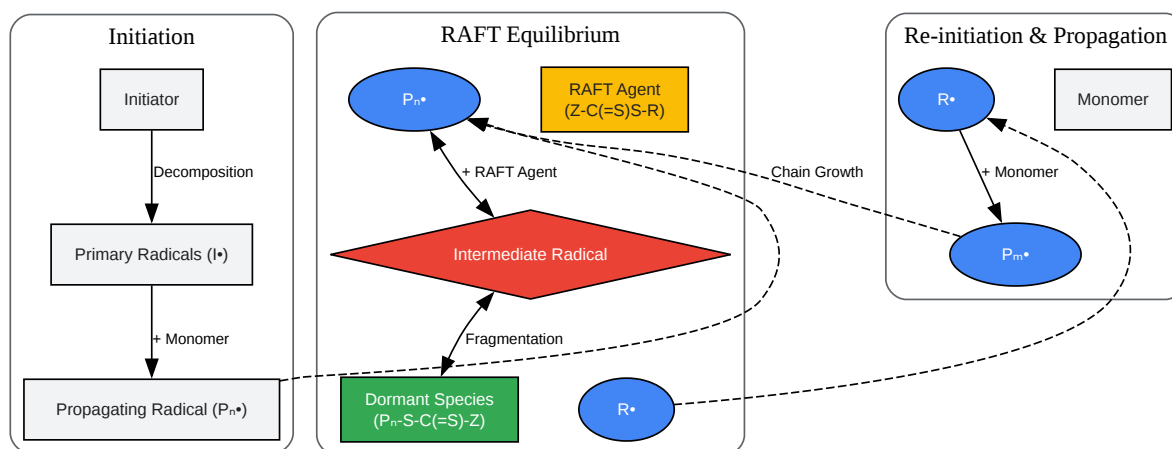 Initiation
Initiator
Decomposition
Primary Radicals (I•)
+ Monomer
Propagating Radical (Pₙ•)
RAFT Equilibrium
Pₙ•
RAFT Agent
(Z-C(=S)S-R)
+ RAFT Agent
Intermediate Radical
Fragmentation
Dormant Species
(Pₙ-S-C(=S)-Z)
R•
Chain Growth
Re-initiation & Propagation
R•
Monomer
+ Monomer
Pₘ•